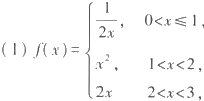 (1) f(x) = { 1/2x, 0<x≤1,
x², 1<x<2,
2x 2<x<3,